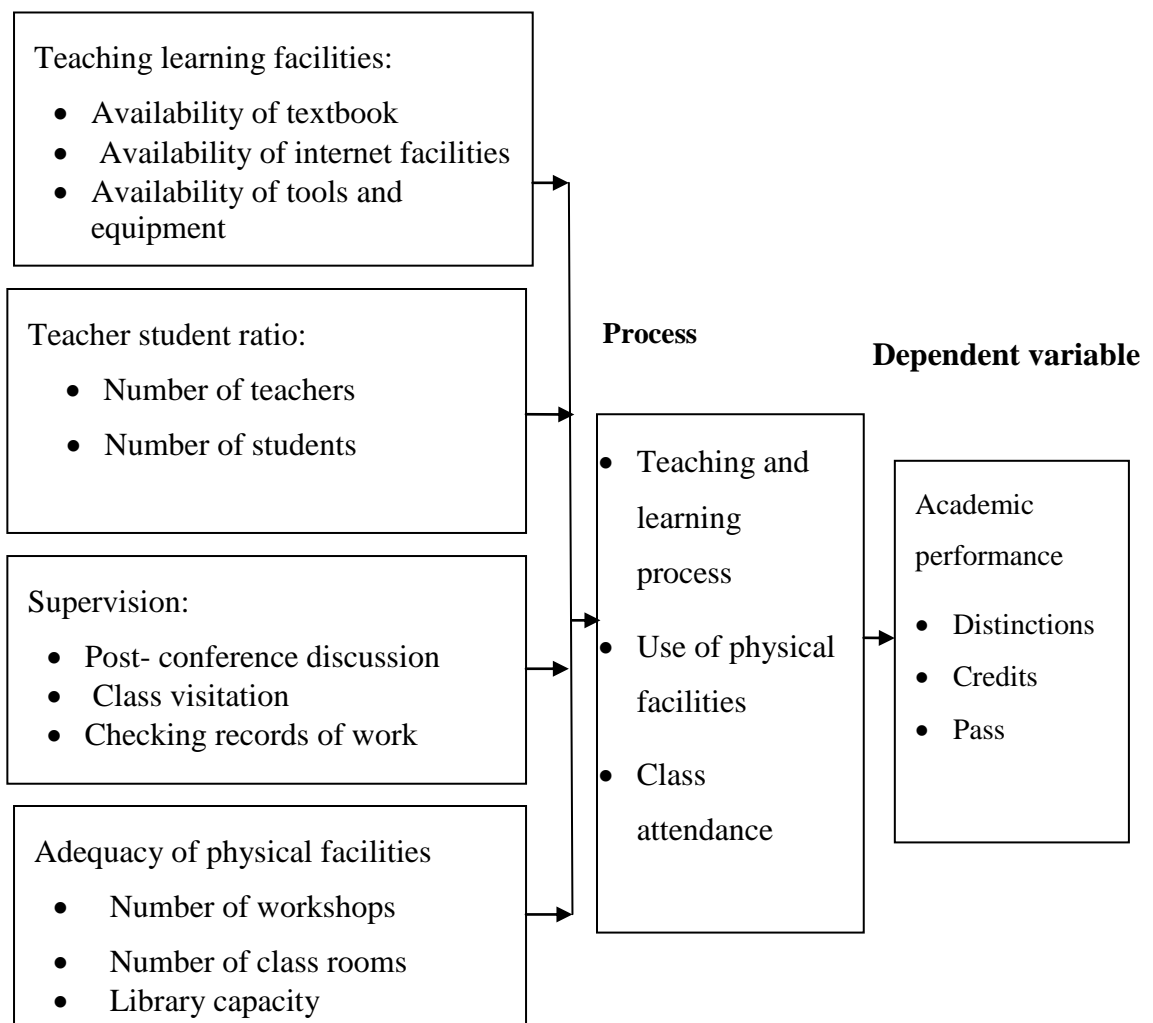 Teaching learning facilities:
• Availability of textbook
• Availability of internet facilities
• Availability of tools and
equipment
Teacher student ratio:
• Number of teachers
• Number of students
Supervision:
• Post- conference discussion
• Class visitation
• Checking records of work
Adequacy of physical facilities
• Number of workshops
• Number of class rooms
• Library capacity
Process
• Teaching and
learning
process
• Use of physical
facilities
• Class
attendance
Dependent variable
Academic
performance
• Distinctions
• Credits
• Pass